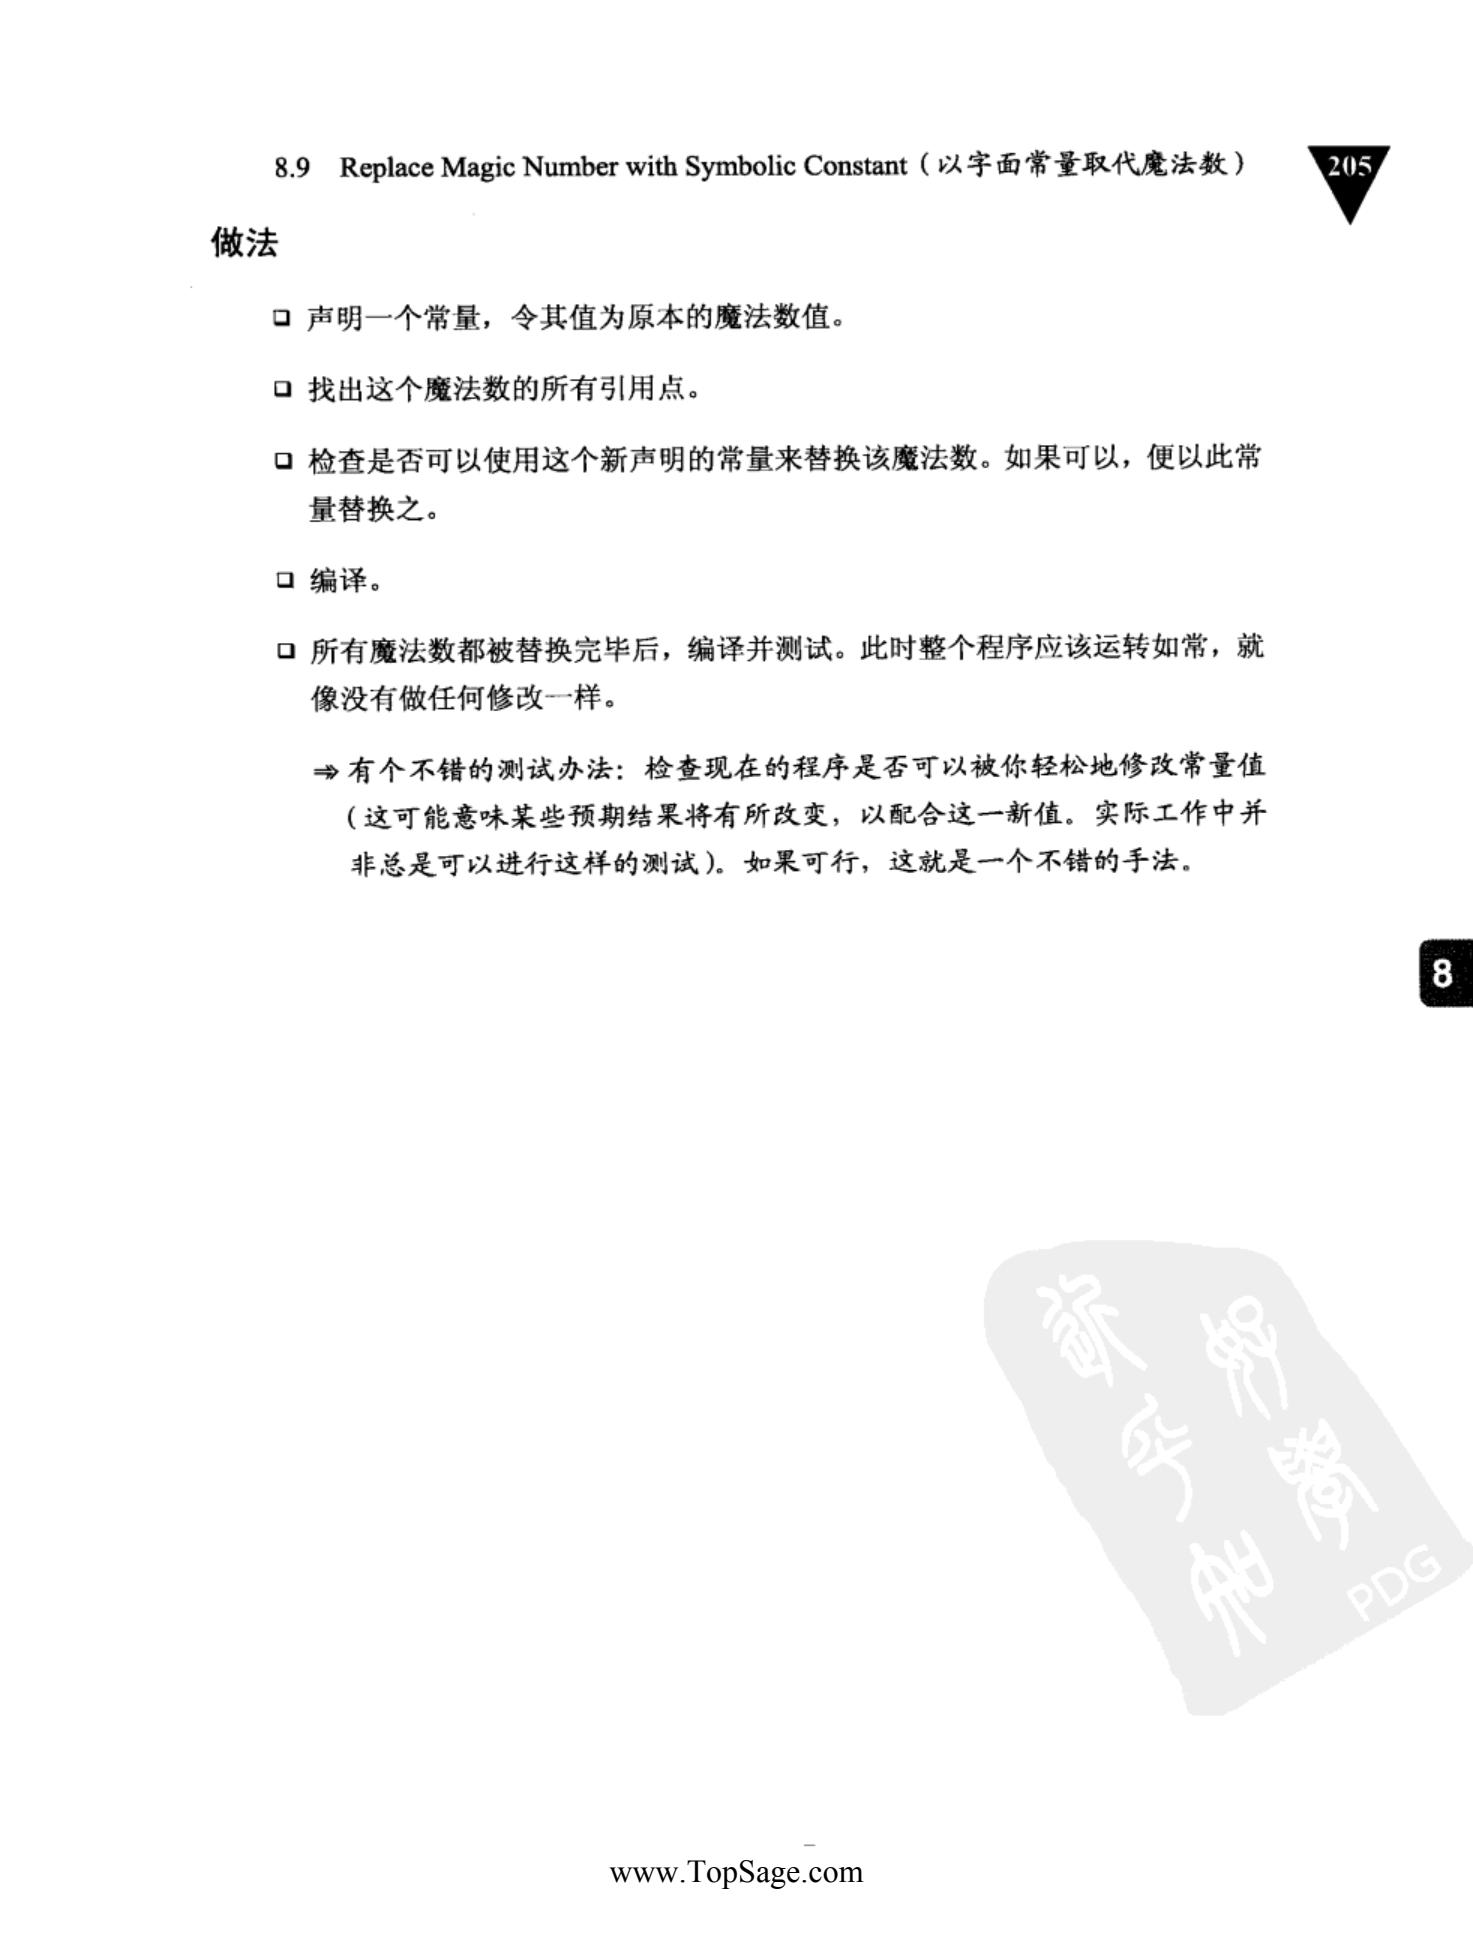 8.9 Replace Magic Number with Symbolic Constant（以字面常量取代魔法数）
205
做法
❑ 声明一个常量，令其值为原本的魔法数值。
❑ 找出这个魔法数的所有引用点。
❑ 检查是否可以使用这个新声明的常量来替换该魔法数。如果可以，便以此常
量替换之。
❑ 编译。
❑ 所有魔法数都被替换完毕后，编译并测试。此时整个程序应该运转如常，就
像没有做任何修改一样。
⇒ 有个不错的测试办法：检查现在的程序是否可以被你轻松地修改常量值
（这可能意味某些预期结果将有所改变，以配合这一新值。实际工作中并
非总是可以进行这样的测试）。如果可行，这就是一个不错的手法。
8
PDG
www.TopSage.com